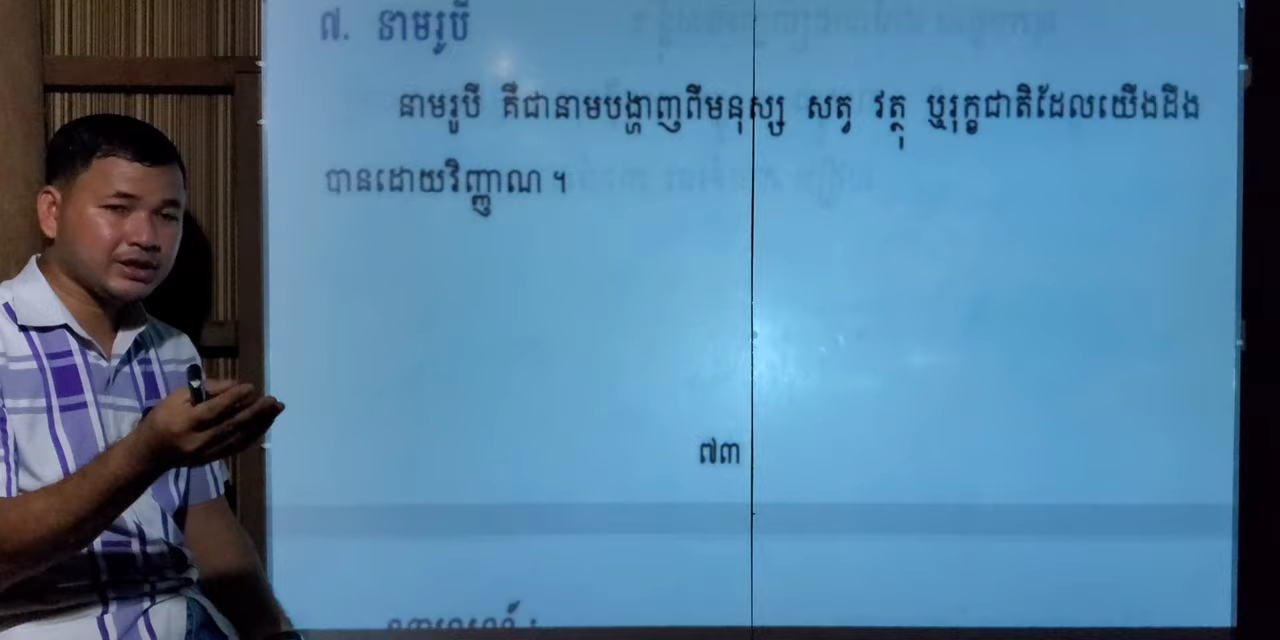 ៧. នាមរូបី
នាមរូបី គឺជានាមបង្ហាញពីមនុស្ស សត្វ វត្ថុ ឬរុក្ខជាតិដែលយើងដឹង
បានដោយវិញ្ញាណ ។
៧៣